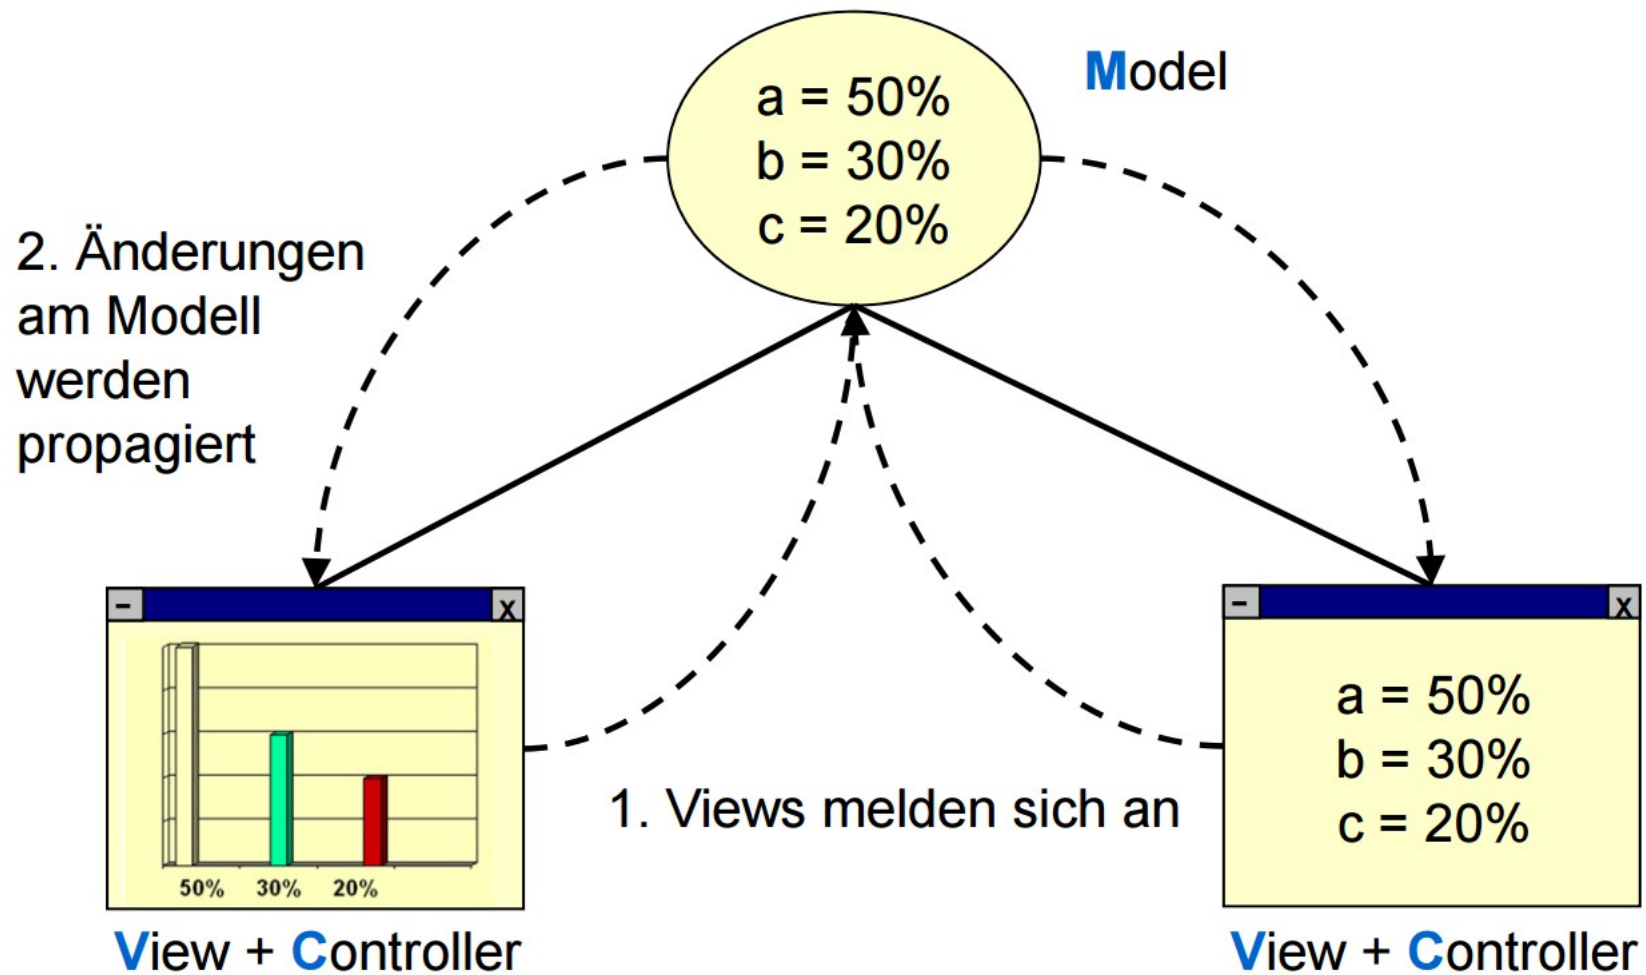 Model
a = 50%
b = 30%
c = 20%
2. Änderungen
am Modell
werden
propagiert
- x
50% 30% 20%
View + Controller
1. Views melden sich an
- x
a = 50%
b = 30%
c = 20%
View + Controller